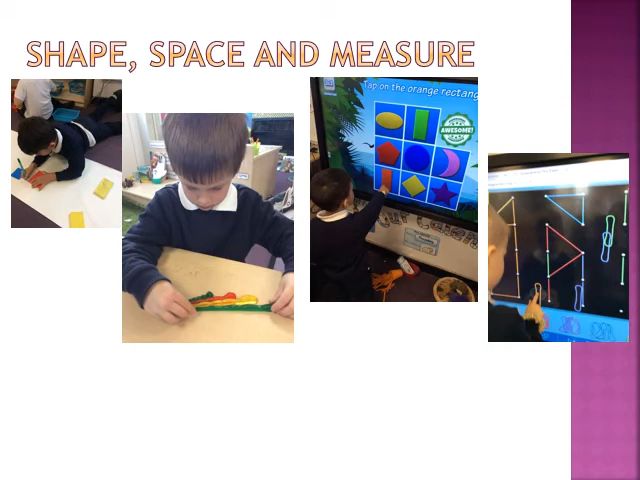 SHAPE, SPACE AND MEASURE
Tap on the orange rectang
AWESOME!